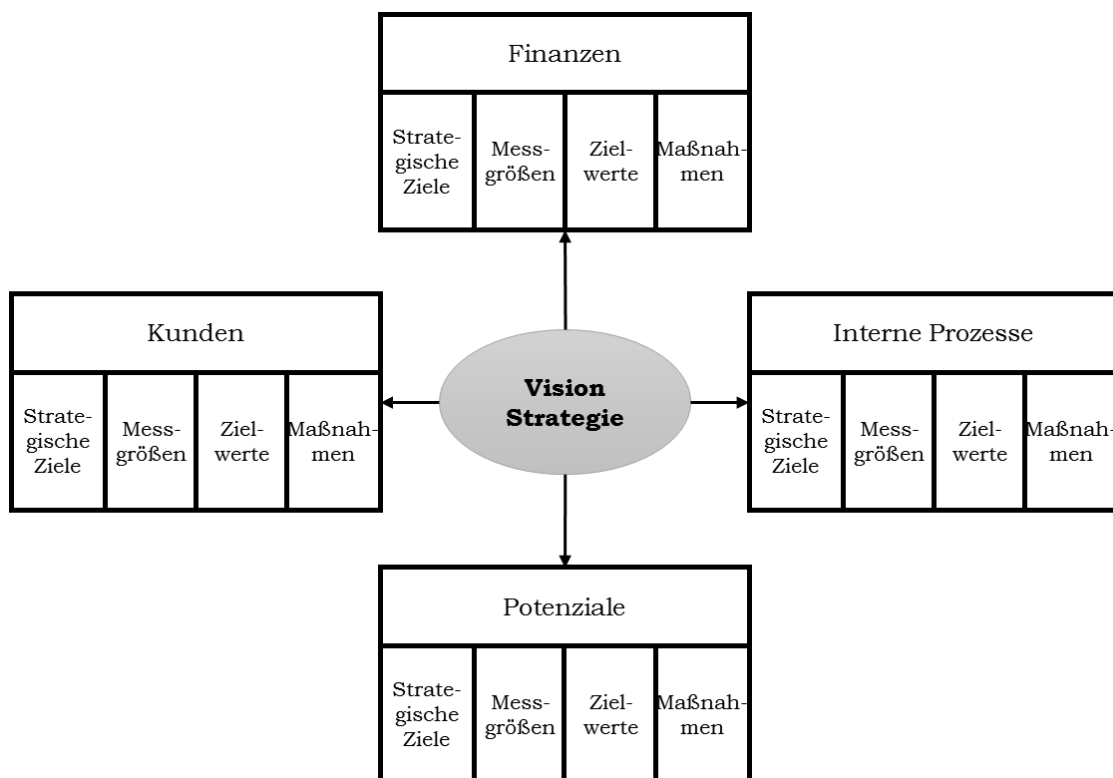 Finanzen
Strate-
gische
Ziele
Mess-
größen
Ziel-
werte
Maßnah-
men
Kunden
Strate-
gische
Ziele
Mess-
größen
Ziel-
werte
Maßnah-
men
Vision
Strategie
Interne Prozesse
Strate-
gische
Ziele
Mess-
größen
Ziel-
werte
Maßnah-
men
Potenziale
Strate-
gische
Ziele
Mess-
größen
Ziel-
werte
Maßnah-
men